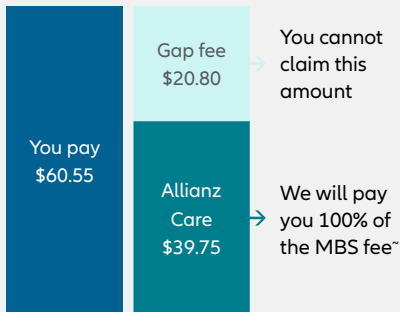 You pay
$60.55
Gap fee
$20.80
You cannot
claim this
amount
Allianz
Care
$39.75
We will pay
you 100% of
the MBS fee~